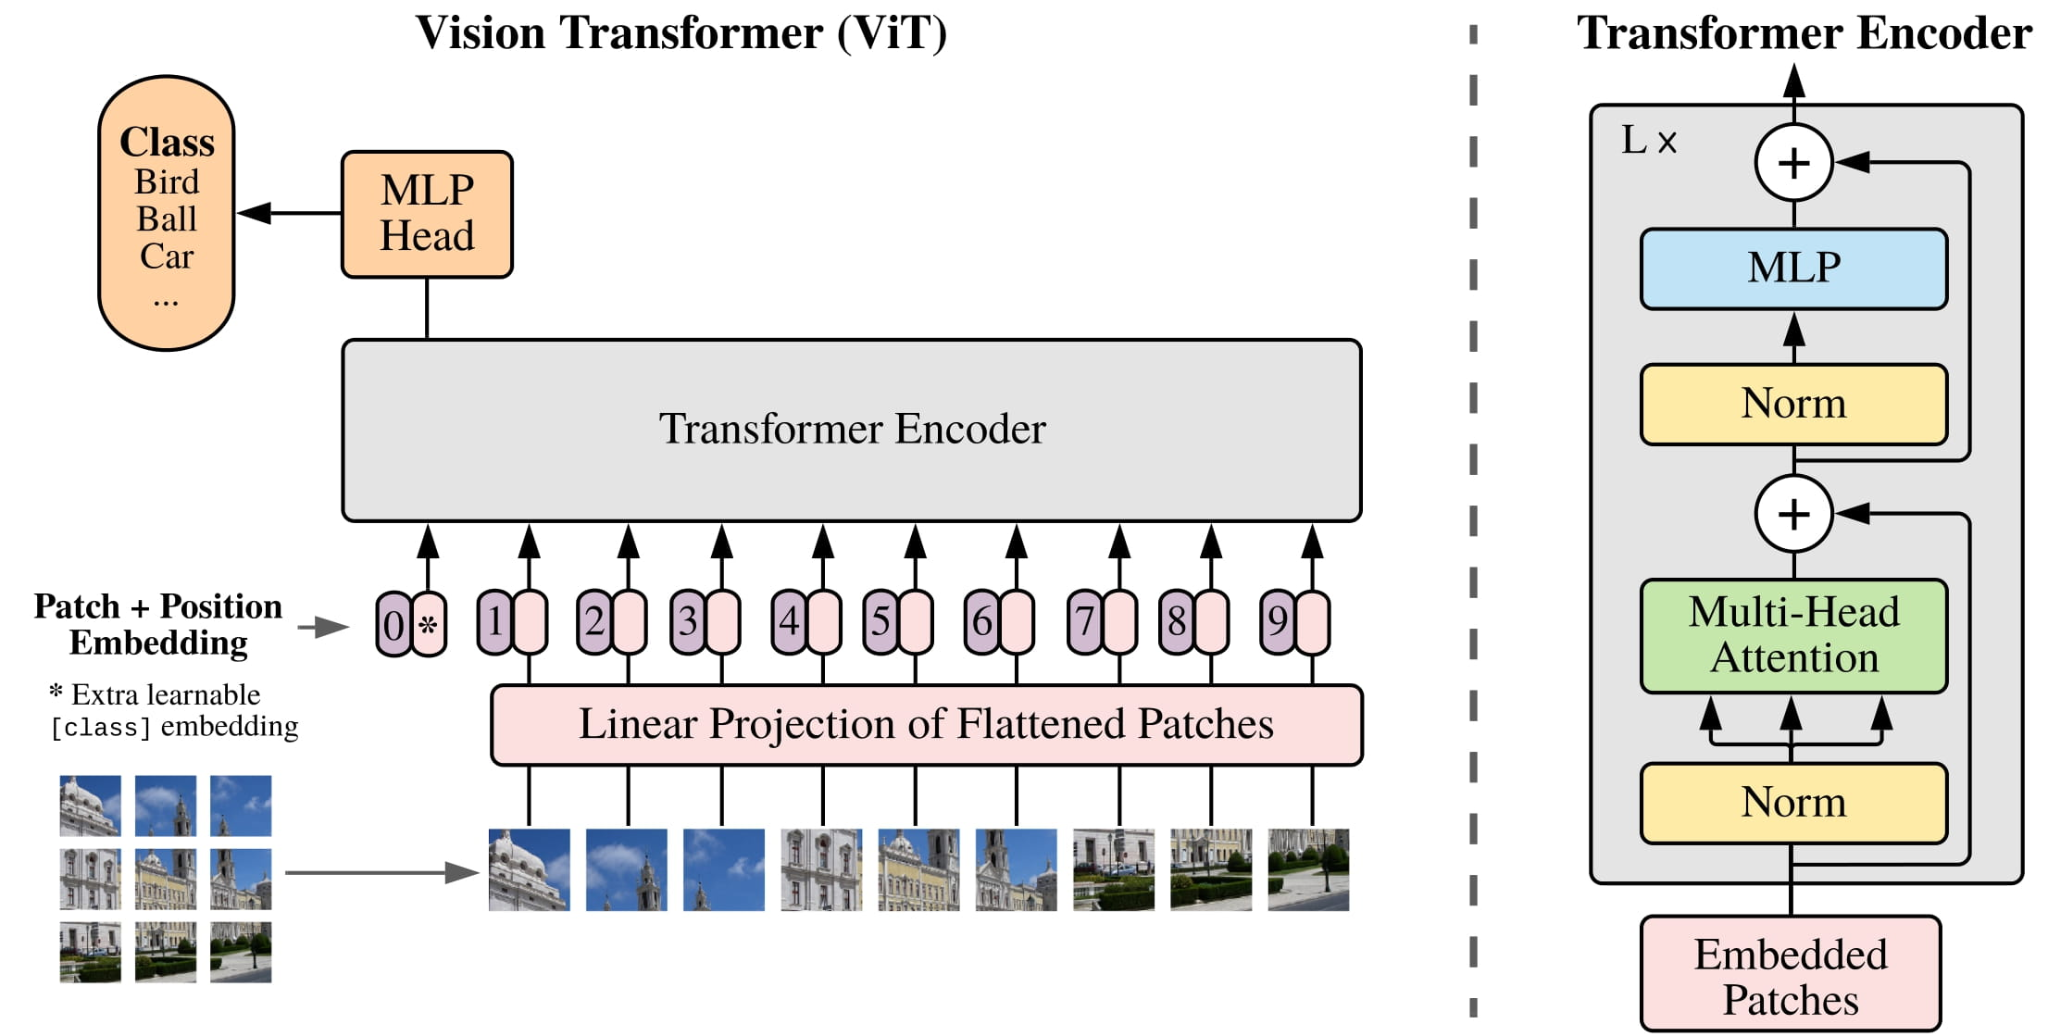 Vision Transformer (ViT)
Class
Bird
Ball
Car
...
MLP
Head
Transformer Encoder
Patch + Position
Embedding
* Extra learnable
[class] embedding
0 * 1 2 3 4 5 6 7 8 9
Linear Projection of Flattened Patches
Transformer Encoder
L x
+
MLP
Norm
+
Multi-Head
Attention
Norm
Embedded
Patches